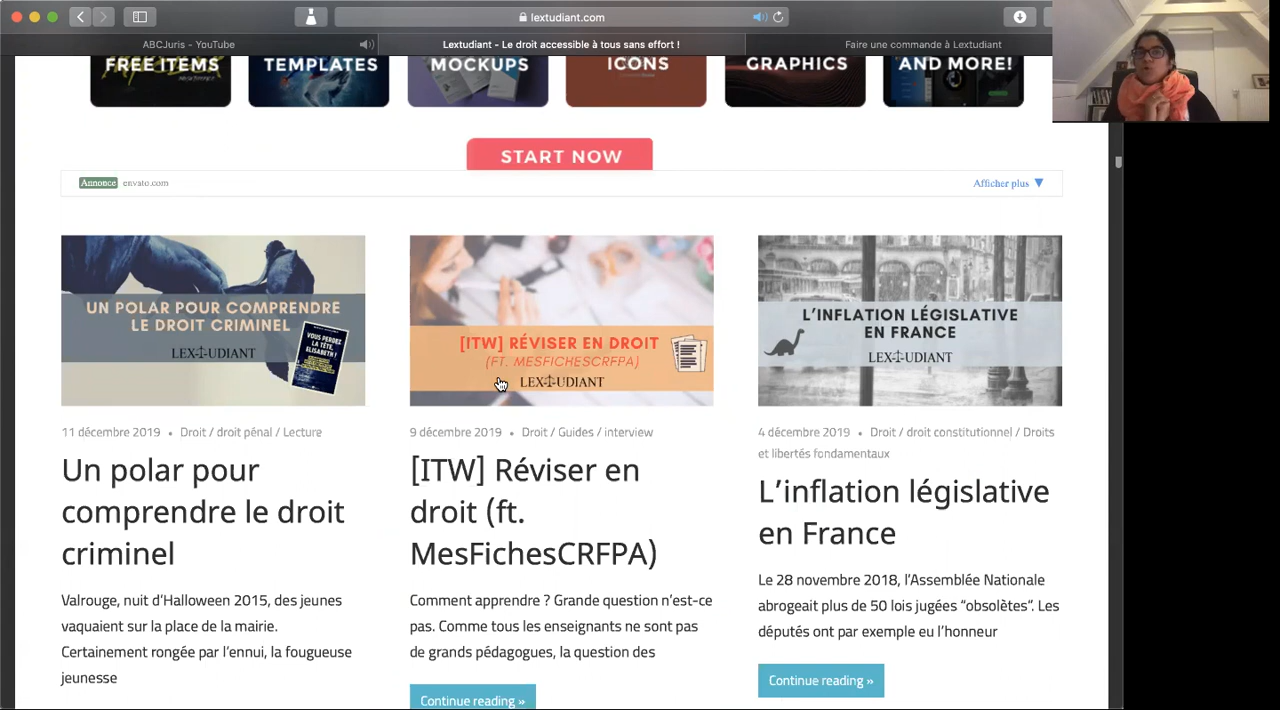 lextudiant.com
ABCJuris - YouTube
Lextudiant - Le droit accessible à tous sans effort !
Faire une commande à Lextudiant
FREE ITEMS
TEMPLATES
MOCKUPS
ICONS
GRAPHICS
AND MORE!
START NOW
Annonce envato.com
Afficher plus
UN POLAR POUR COMPRENDRE
LE DROIT CRIMINEL
LEXTUDIANT
VOUS PERDEZ
LA TÊTE,
ELISABETH !
11 décembre 2019 • Droit / droit pénal / Lecture
Un polar pour
comprendre le droit
criminel
Valrouge, nuit d’Halloween 2015, des jeunes
vaquaient sur la place de la mairie.
Certainement rongée par l’ennui, la fougueuse
jeunesse
[ITW] RÉVISER EN DROIT
(FT. MESFICHESCRFPA)
LEXTUDIANT
9 décembre 2019 • Droit / Guides / interview
[ITW] Réviser en
droit (ft.
MesFichesCRFPA)
Comment apprendre ? Grande question n’est-ce
pas. Comme tous les enseignants ne sont pas
de grands pédagogues, la question des
Continue reading »
L’INFLATION LÉGISLATIVE
EN FRANCE
LEXTUDIANT
4 décembre 2019 • Droit / droit constitutionnel / Droits
et libertés fondamentaux
L’inflation législative
en France
Le 28 novembre 2018, l’Assemblée Nationale
abrogeait plus de 50 lois jugées “obsolètes”. Les
députés ont par exemple eu l’honneur
Continue reading »